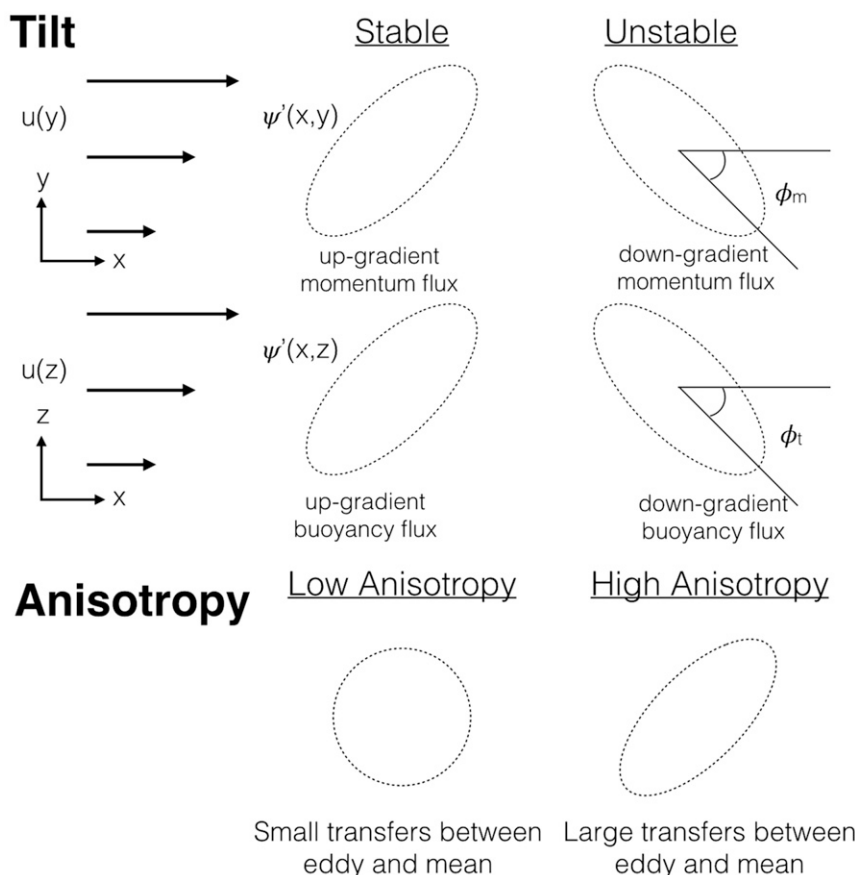 Tilt
Stable
Unstable
u(y)
y
x
ψ'(x,y)
ϕm
up-gradient
momentum flux
down-gradient
momentum flux
u(z)
z
x
ψ'(x,z)
ϕt
up-gradient
buoyancy flux
down-gradient
buoyancy flux
Anisotropy
Low Anisotropy
High Anisotropy
Small transfers between
eddy and mean
Large transfers between
eddy and mean